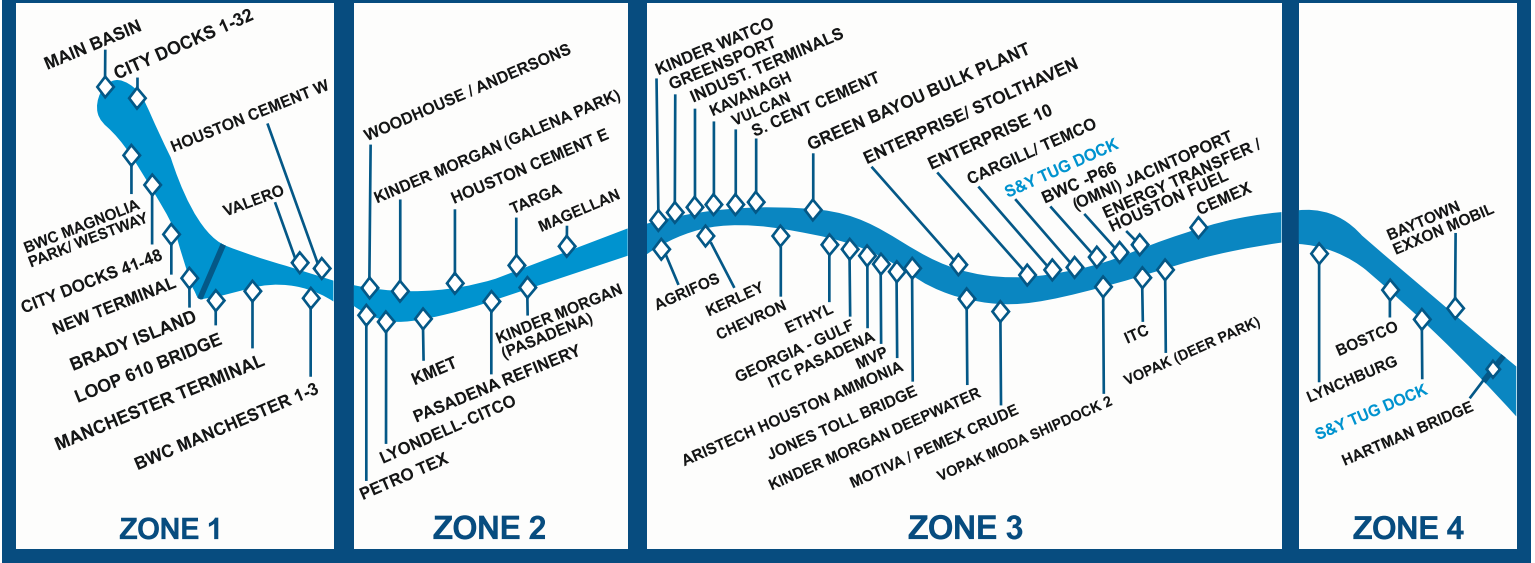 MAIN BASIN
CITY DOCKS 1-32
HOUSTON CEMENT W
VALERO
BWC MAGNOLIA
PARK/ WESTWAY
CITY DOCKS 41-48
NEW TERMINAL
BRADY ISLAND
LOOP 610 BRIDGE
MANCHESTER TERMINAL
BWC MANCHESTER 1-3
ZONE 1
WOODHOUSE / ANDERSONS
KINDER MORGAN (GALENA PARK)
HOUSTON CEMENT E
TARGA
MAGELLAN
PETRO TEX
LYONDELL-CITCO
KMET
PASADENA REFINERY
KINDER MORGAN
(PASADENA)
ZONE 2
KINDER WATCO
GREENSPORT
INDUST. TERMINALS
KAVANAGH
VULCAN
S. CENT CEMENT
GREEN BAYOU BULK PLANT
ENTERPRISE/ STOLTHAVEN
ENTERPRISE 10
CARGILL/ TEMCO
S&Y TUG DOCK
BWC -P66
(OMNI) JACINTOPORT
ENERGY TRANSFER /
HOUSTON FUEL
CEMEX
AGRIFOS
KERLEY
CHEVRON
ETHYL
GEORGIA - GULF
ITC PASADENA
MVP
ARISTECH HOUSTON AMMONIA
JONES TOLL BRIDGE
KINDER MORGAN DEEPWATER
MOTIVA / PEMEX CRUDE
VOPAK MODA SHIPDOCK 2
ITC
VOPAK (DEER PARK)
ZONE 3
BAYTOWN
EXXON MOBIL
LYNCHBURG
BOSTCO
S&Y TUG DOCK
HARTMAN BRIDGE
ZONE 4